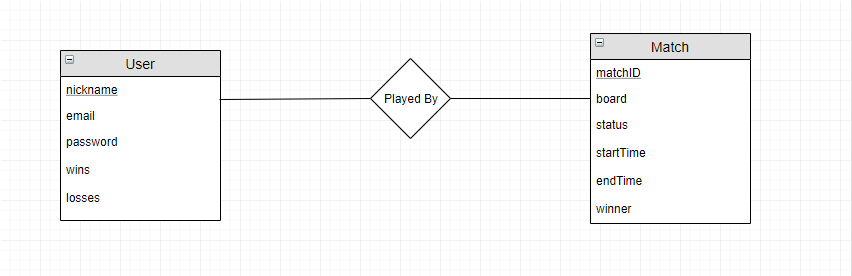 User
nickname
email
password
wins
losses
Played By
Match
matchID
board
status
startTime
endTime
winner